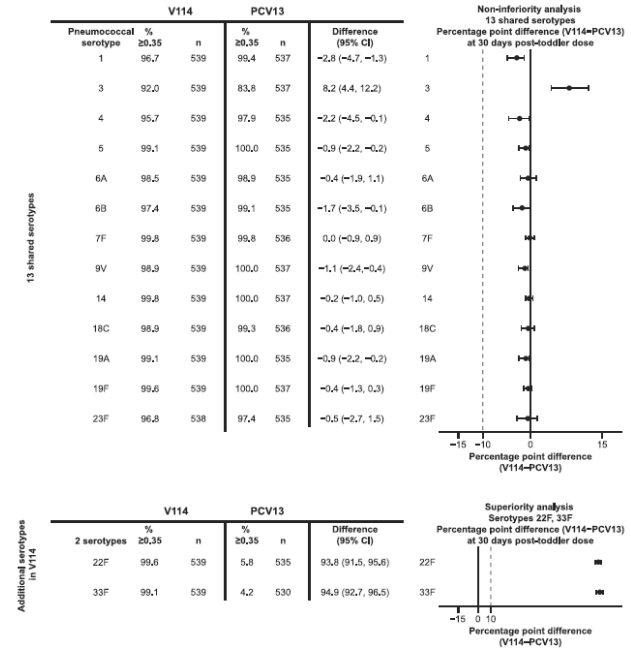 V114 PCV13 Non-inferiority analysis
13 shared serotypes
Pneumococcal serotype % ≥0.35 n % ≥0.35 n Difference (95% CI) Percentage point difference (V114−PCV13) at 30 days post-toddler dose
1 96.7 539 99.4 537 −2.8 (−4.7, −1.3) 1
3 92.0 539 83.8 537 8.2 (4.4, 12.2) 3
4 95.7 539 97.9 535 −2.2 (−4.5, −0.1) 4
5 99.1 539 100.0 535 −0.9 (−2.2, −0.2) 5
6A 98.5 539 98.9 535 −0.4 (−1.9, 1.1) 6A
6B 97.4 539 99.1 535 −1.7 (−3.5, −0.1) 6B
7F 99.8 539 99.8 536 0.0 (−0.9, 0.9) 7F
9V 98.9 539 100.0 537 −1.1 (−2.4,−0.4) 9V
14 99.8 539 100.0 537 −0.2 (−1.0, 0.5) 14
18C 98.9 539 99.3 536 −0.4 (−1.8, 0.9) 18C
19A 99.1 539 100.0 535 −0.9 (−2.2, −0.2) 19A
19F 99.6 539 100.0 537 −0.4 (−1.3, 0.3) 19F
23F 96.8 538 97.4 535 −0.5 (−2.7, 1.5) 23F
13 shared serotypes
−15 −10 0 15
Percentage point difference
(V114−PCV13)
V114 PCV13 Superiority analysis
Serotypes 22F, 33F
2 serotypes % ≥0.35 n % ≥0.35 n Difference (95% CI) Percentage point difference (V114−PCV13) at 30 days post-toddler dose
22F 99.6 539 5.8 535 93.8 (91.5, 95.6) 22F
33F 99.1 539 4.2 530 94.9 (92.7, 96.5) 33F
Additional serotypes
in V114
−15 0 10
Percentage point difference
(V114−PCV13)